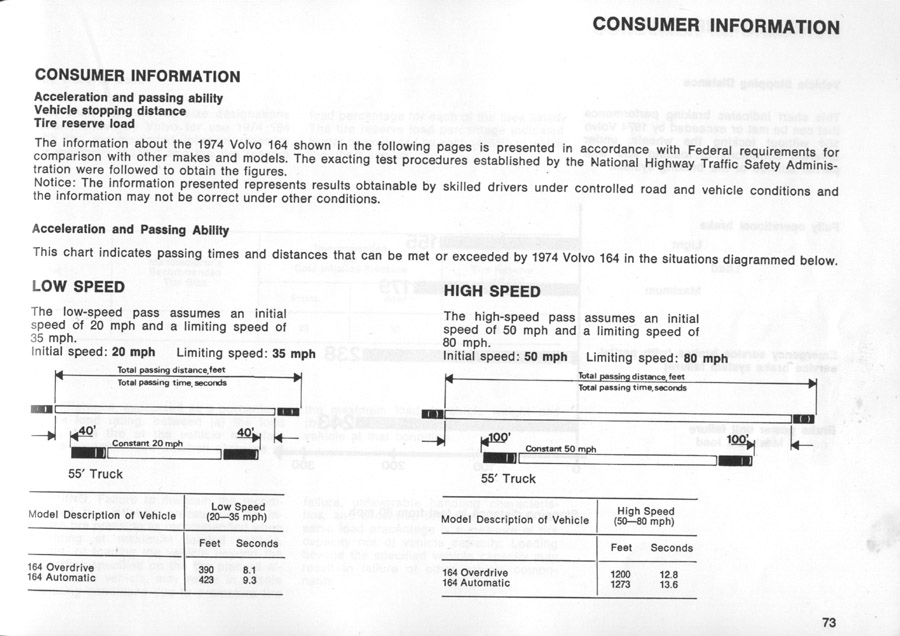 CONSUMER INFORMATION
CONSUMER INFORMATION
Acceleration and passing ability
Vehicle stopping distance
Tire reserve load
The information about the 1974 Volvo 164 shown in the following pages is presented in accordance with Federal requirements for
comparison with other makes and models. The exacting test procedures established by the National Highway Traffic Safety Adminis-
tration were followed to obtain the figures.
Notice: The information presented represents results obtainable by skilled drivers under controlled road and vehicle conditions and
the information may not be correct under other conditions.
Acceleration and Passing Ability
This chart indicates passing times and distances that can be met or exceeded by 1974 Volvo 164 in the situations diagrammed below.
LOW SPEED
The low-speed pass assumes an initial
speed of 20 mph and a limiting speed of
35 mph.
Initial speed: 20 mph Limiting speed: 35 mph
Total passing distance, feet
Total passing time, seconds
40' 40'
Constant 20 mph
55' Truck
Model Description of Vehicle Low Speed
(20—35 mph)
Feet Seconds
164 Overdrive 390 8.1
164 Automatic 423 9.3
HIGH SPEED
The high-speed pass assumes an initial
speed of 50 mph and a limiting speed of
80 mph.
Initial speed: 50 mph Limiting speed: 80 mph
Total passing distance, feet
Total passing time, seconds
100' 100'
Constant 50 mph
55' Truck
Model Description of Vehicle High Speed
(50—80 mph)
Feet Seconds
164 Overdrive 1200 12.8
164 Automatic 1273 13.6
73